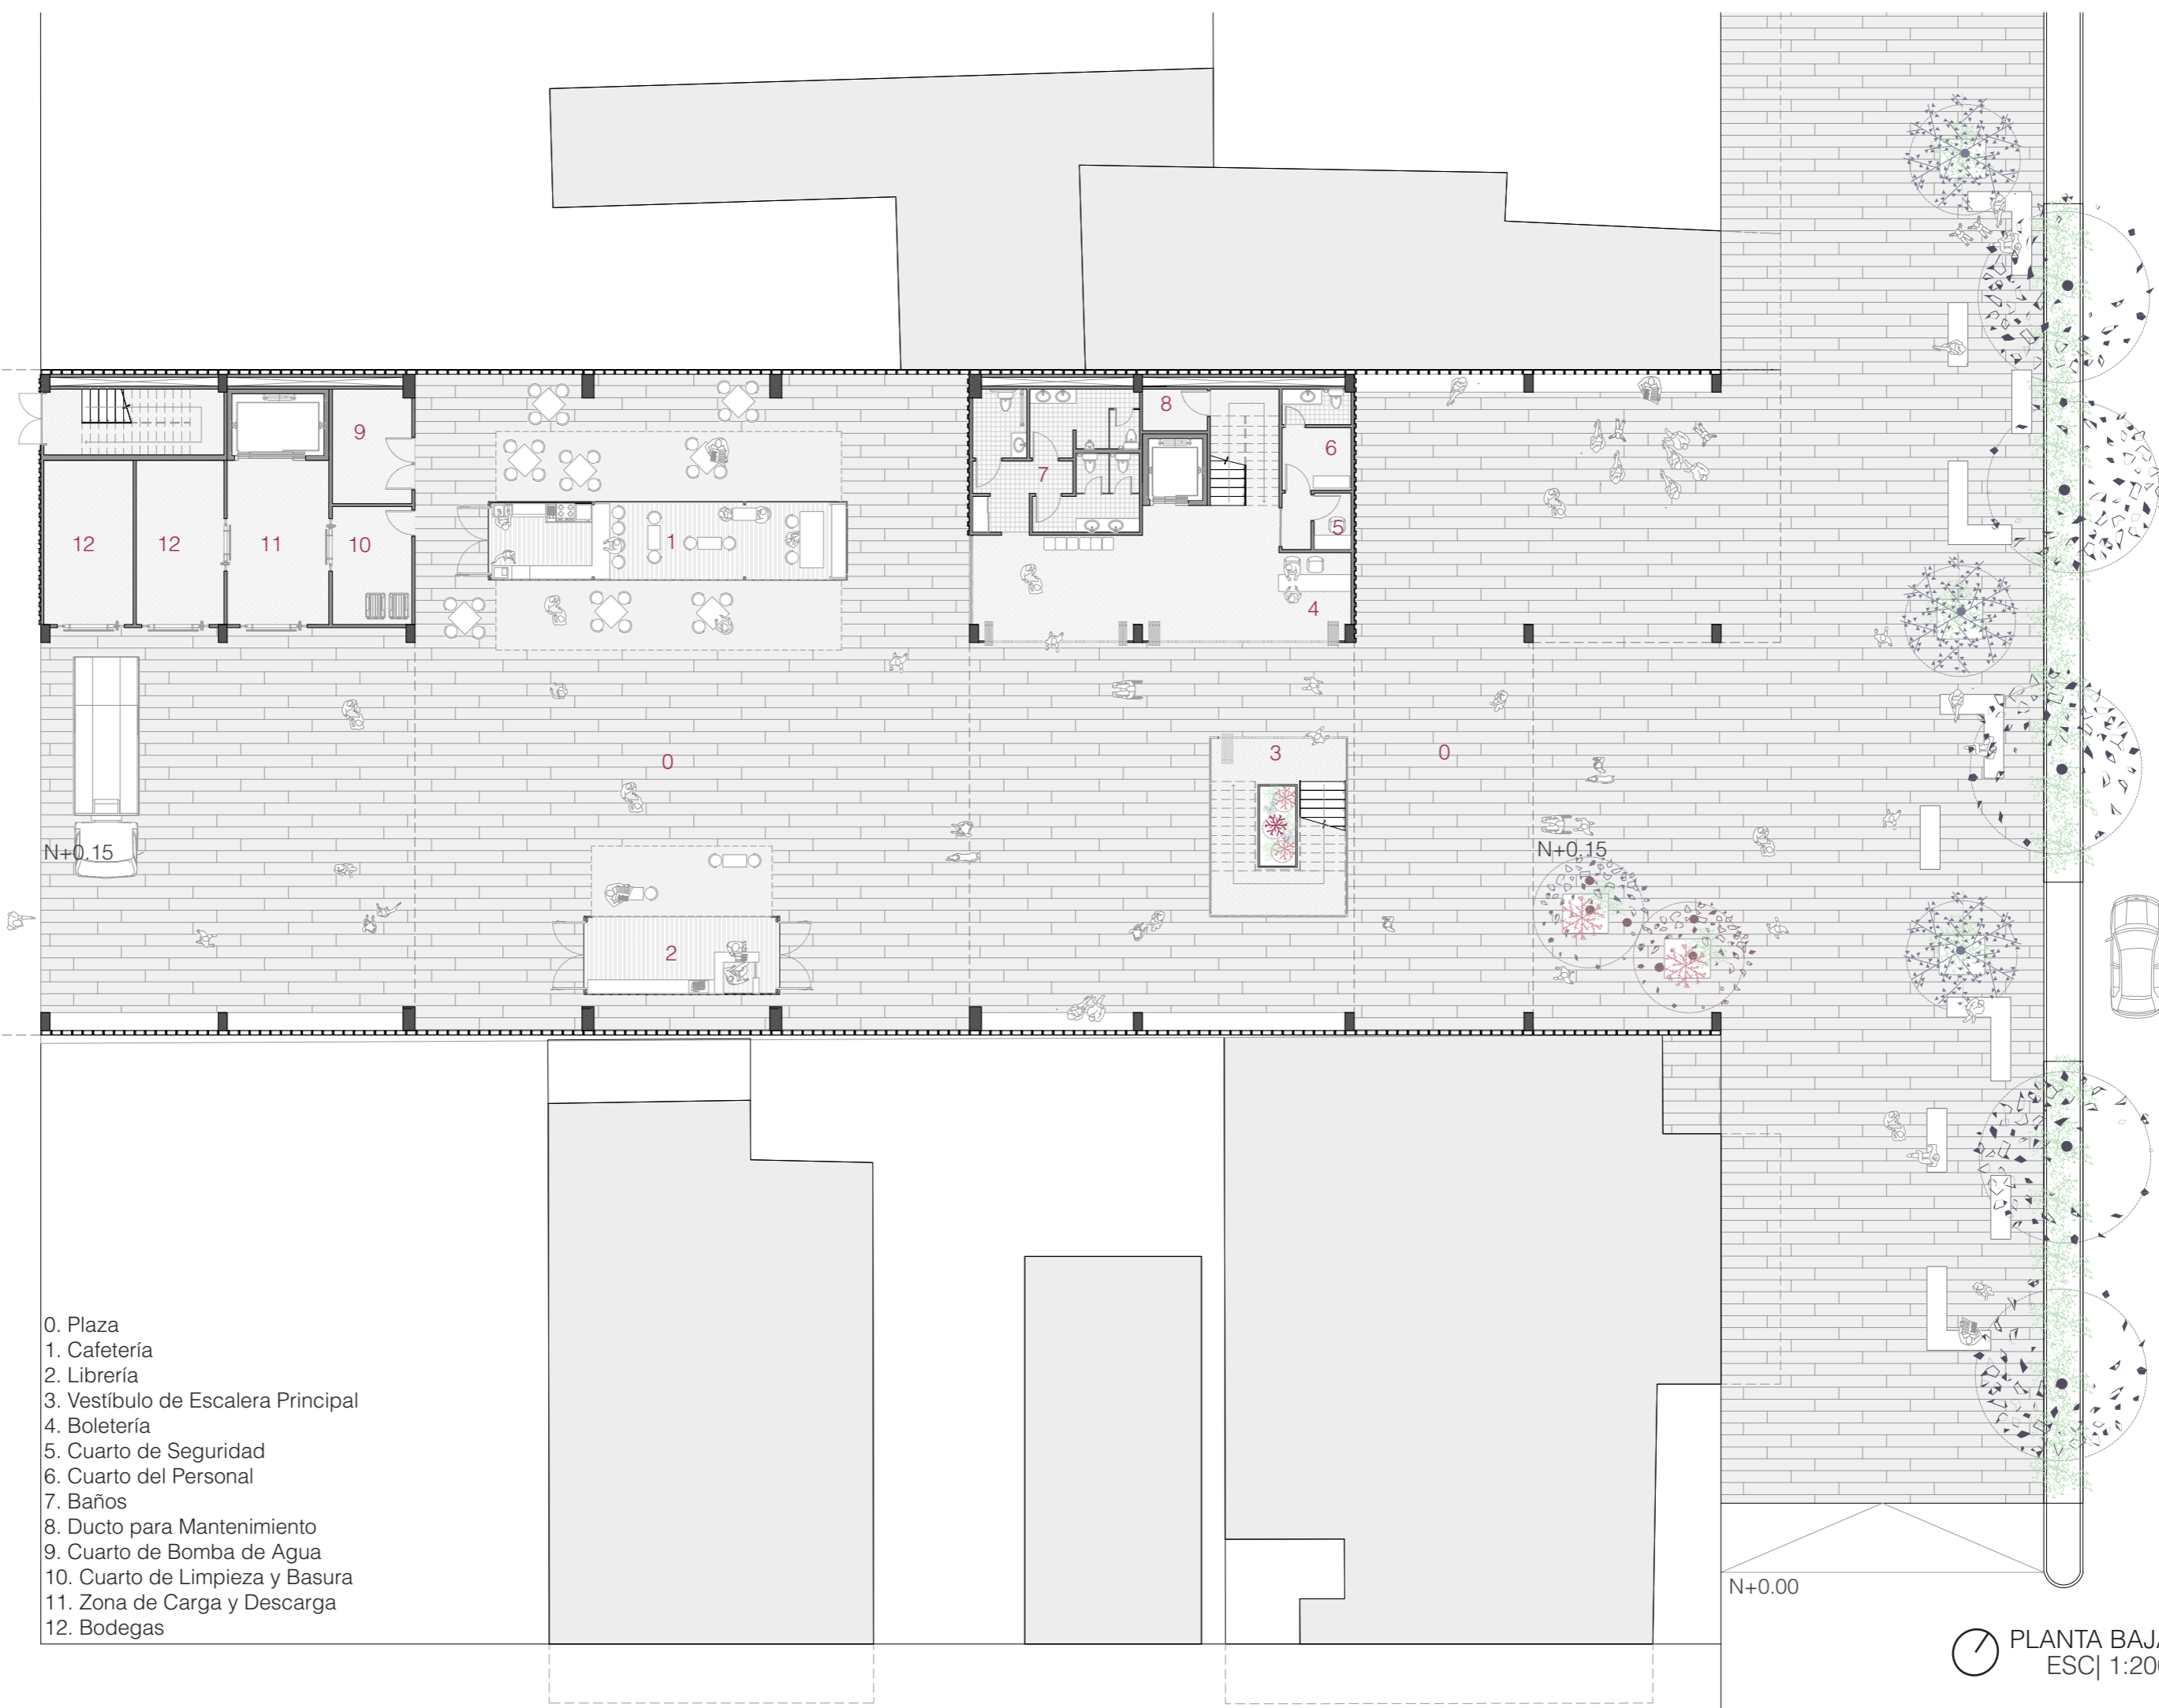 9
8
6
7
5
12
12
11
10
1
4
3
0
0
N+0.15
N+0.15
2
0. Plaza
1. Cafetería
2. Librería
3. Vestíbulo de Escalera Principal
4. Boletería
5. Cuarto de Seguridad
6. Cuarto del Personal
7. Baños
8. Ducto para Mantenimiento
9. Cuarto de Bomba de Agua
10. Cuarto de Limpieza y Basura
11. Zona de Carga y Descarga
12. Bodegas
N+0.00
PLANTA BAJA
ESC| 1:200